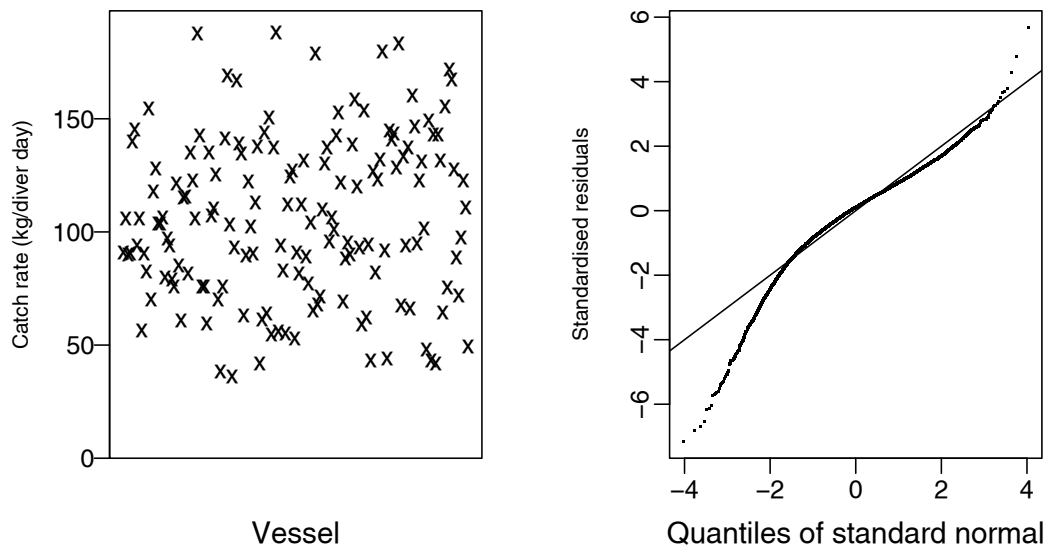 Catch rate (kg/diver day)
150
100
50
0
Vessel
Standardised residuals
6
4
2
0
−2
−4
−6
−4 −2 0 2 4
Quantiles of standard normal